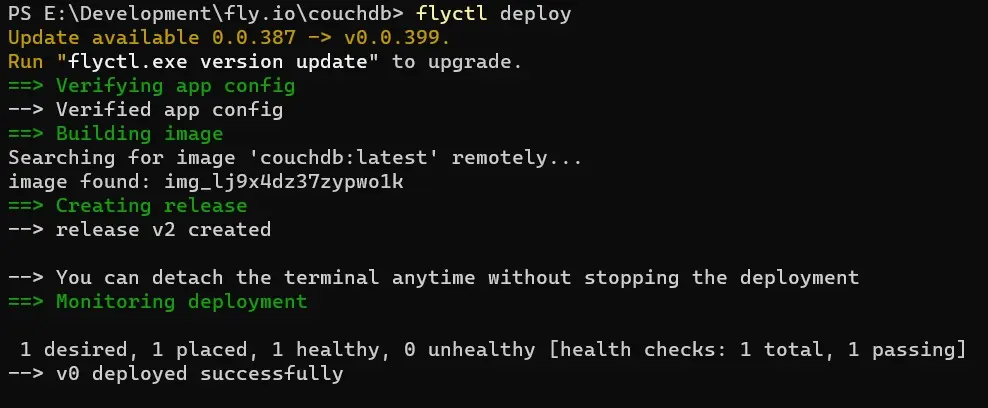 PS E:\Development\fly.io\couchdb> flyctl deploy
Update available 0.0.387 -> v0.0.399.
Run "flyctl.exe version update" to upgrade.
==> Verifying app config
--> Verified app config
==> Building image
Searching for image 'couchdb:latest' remotely...
image found: img_lj9x4dz37zypwo1k
==> Creating release
--> release v2 created
--> You can detach the terminal anytime without stopping the deployment
==> Monitoring deployment
1 desired, 1 placed, 1 healthy, 0 unhealthy [health checks: 1 total, 1 passing]
--> v0 deployed successfully